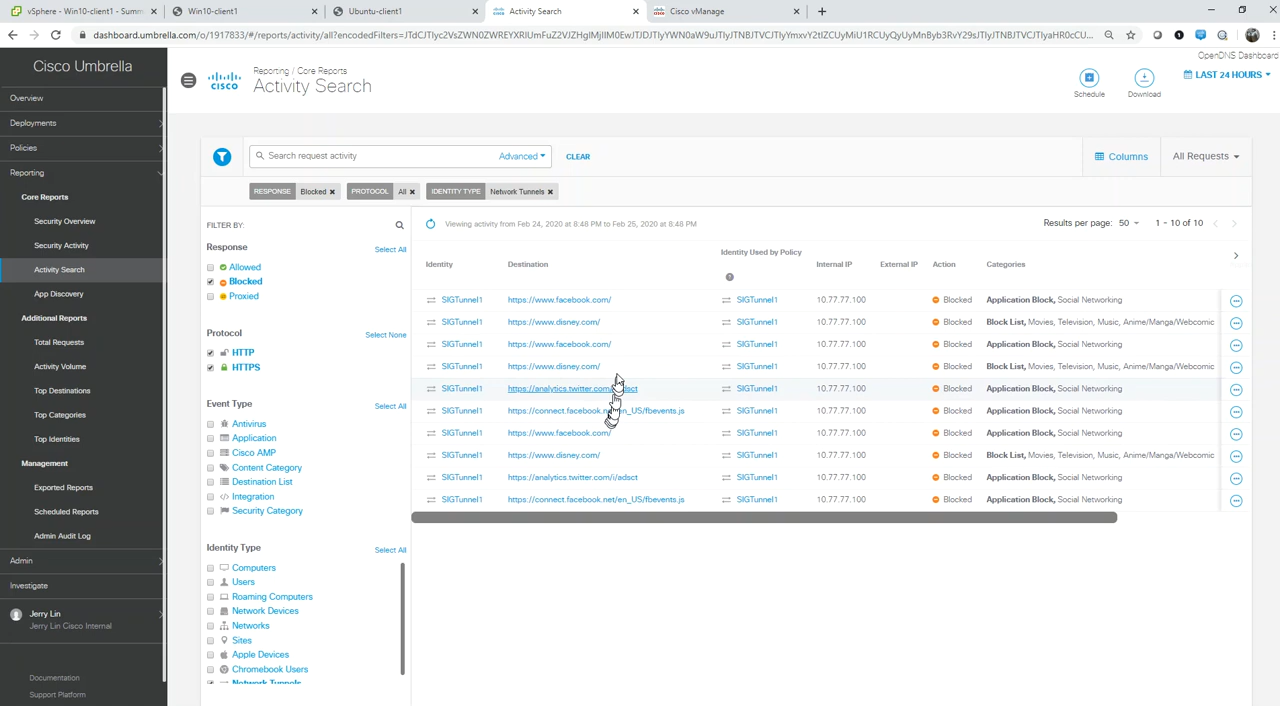 vSphere - Win10-client1 - Summ
Win10-client1
Ubuntu-client1
Activity Search
Cisco vManage
OpenDNS Dashboard
Cisco Umbrella
Overview
Deployments
Policies
Reporting
Core Reports
Security Overview
Security Activity
Activity Search
App Discovery
Additional Reports
Total Requests
Activity Volume
Top Destinations
Top Categories
Top Identities
Management
Exported Reports
Scheduled Reports
Admin Audit Log
Admin
Investigate
Jerry Lin
Jerry Lin Cisco Internal
Documentation
Support Platform
CISCO
Reporting / Core Reports
Activity Search
Schedule
Download
LAST 24 HOURS
Search request activity
Advanced
CLEAR
Columns
All Requests
RESPONSE Blocked PROTOCOL All IDENTITY TYPE Network Tunnels
FILTER BY:
Response Select All
Allowed
Blocked
Proxied
Protocol Select None
HTTP
HTTPS
Event Type Select All
Antivirus
Application
Cisco AMP
Content Category
Destination List
Integration
Security Category
Identity Type Select All
Computers
Users
Roaming Computers
Network Devices
Networks
Sites
Apple Devices
Chromebook Users
Network Tunnels
Viewing activity from Feb 24, 2020 at 8:48 PM to Feb 25, 2020 at 8:48 PM
Results per page: 50 1 - 10 of 10
Identity Destination Identity Used by Policy Internal IP External IP Action Categories
SIGTunnel1 https://www.facebook.com/ SIGTunnel1 10.77.77.100 Blocked Application Block, Social Networking
SIGTunnel1 https://www.disney.com/ SIGTunnel1 10.77.77.100 Blocked Block List, Movies, Television, Music, Anime/Manga/Webcomic
SIGTunnel1 https://www.facebook.com/ SIGTunnel1 10.77.77.100 Blocked Application Block, Social Networking
SIGTunnel1 https://www.disney.com/ SIGTunnel1 10.77.77.100 Blocked Block List, Movies, Television, Music, Anime/Manga/Webcomic
SIGTunnel1 https://analytics.twitter.com/ adsct SIGTunnel1 10.77.77.100 Blocked Application Block, Social Networking
SIGTunnel1 https://connect.facebook.n en_US/fbevents.js SIGTunnel1 10.77.77.100 Blocked Application Block, Social Networking
SIGTunnel1 https://www.facebook.com/ SIGTunnel1 10.77.77.100 Blocked Application Block, Social Networking
SIGTunnel1 https://www.disney.com/ SIGTunnel1 10.77.77.100 Blocked Block List, Movies, Television, Music, Anime/Manga/Webcomic
SIGTunnel1 https://analytics.twitter.com/i/adsct SIGTunnel1 10.77.77.100 Blocked Application Block, Social Networking
SIGTunnel1 https://connect.facebook.net/en_US/fbevents.js SIGTunnel1 10.77.77.100 Blocked Application Block, Social Networking